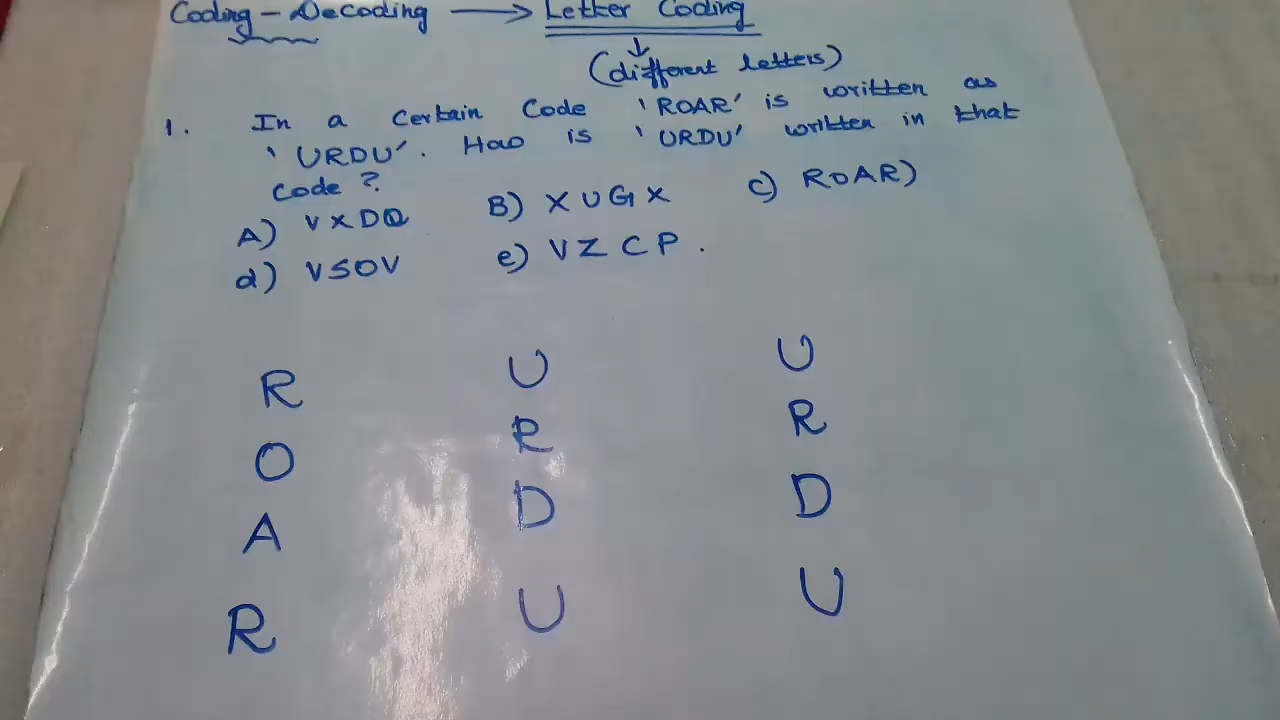 Coding - Decoding → Letter Coding
(different letters)
1. In a certain Code 'ROAR' is written as
'URDU'. How is 'URDU' written in that
Code?
A) VXDQ B) XUGX c) ROAR)
d) VSOV e) VZCP.
R U U
O R R
A D D
R U U